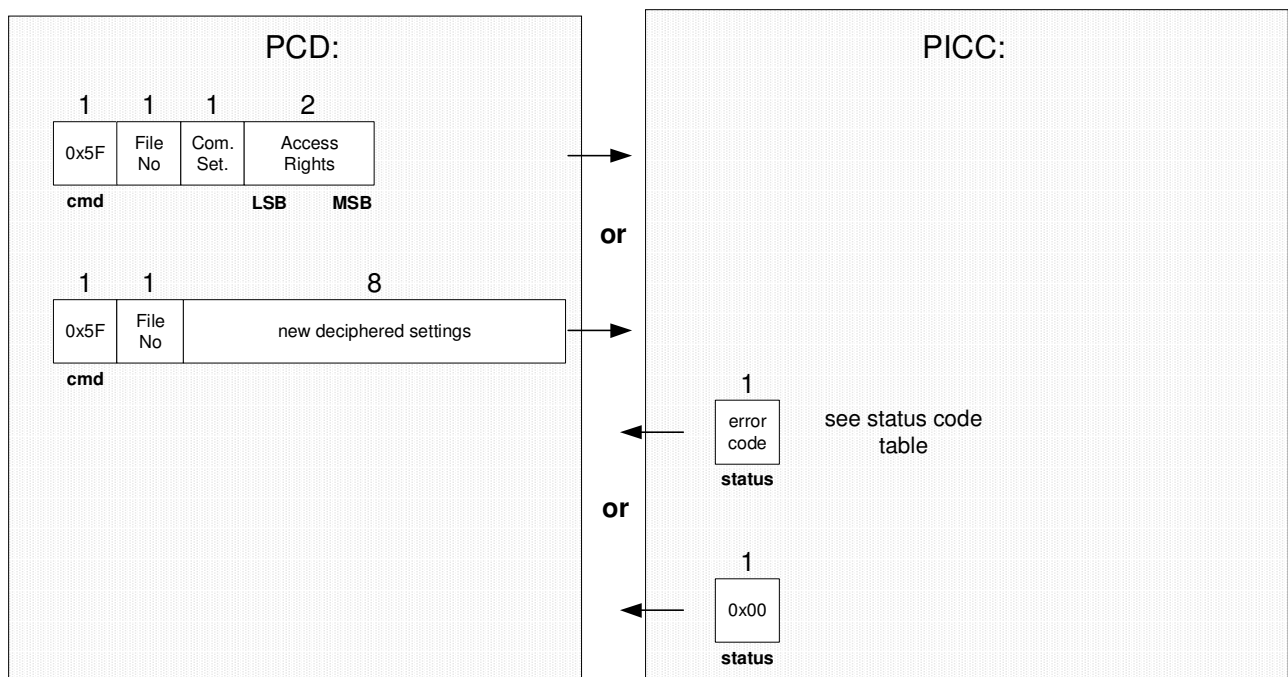 PCD:
PICC:
1 1 1 2
0x5F File No Com. Set. Access Rights
cmd LSB MSB
or
1 1 8
0x5F File No new deciphered settings
cmd
1
error code see status code table
status
or
1
0x00
status